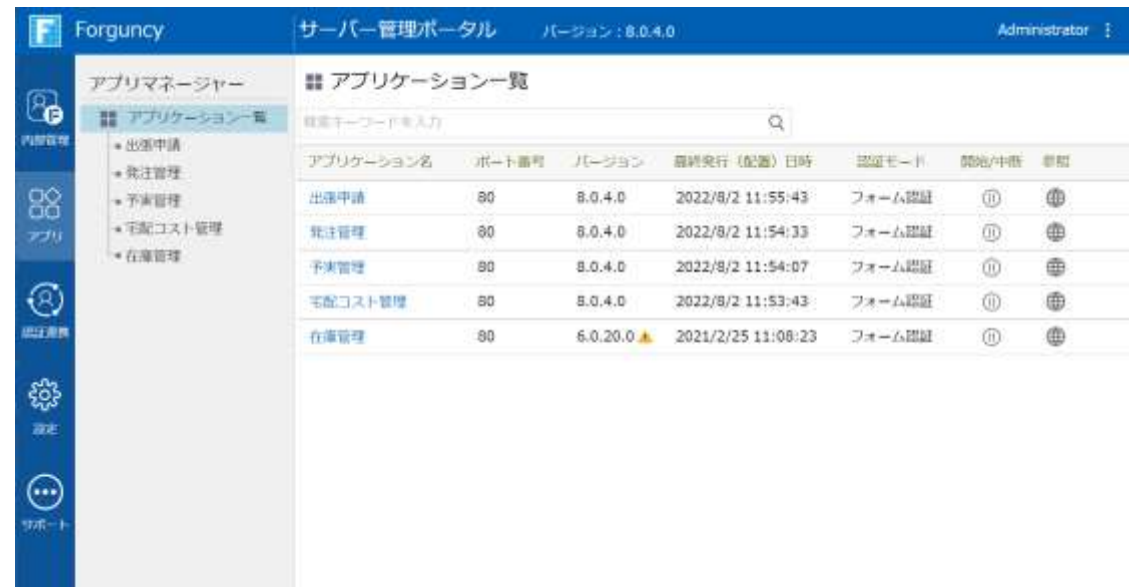 Forguncy サーバー管理ポータル バージョン : 8.0.4.0 Administrator
内部管理
アプリ
認証連携
設定
サポート
アプリマネージャー
アプリケーション一覧
出張申請
発注管理
予実管理
宅配コスト管理
在庫管理
アプリケーション一覧
検索キーワードを入力
アプリケーション名 ポート番号 バージョン 最終発行（配置）日時 認証モード 開始/中断 参照
出張申請 80 8.0.4.0 2022/8/2 11:55:43 フォーム認証
発注管理 80 8.0.4.0 2022/8/2 11:54:33 フォーム認証
予実管理 80 8.0.4.0 2022/8/2 11:54:07 フォーム認証
宅配コスト管理 80 8.0.4.0 2022/8/2 11:53:43 フォーム認証
在庫管理 80 6.0.20.0 2021/2/25 11:08:23 フォーム認証